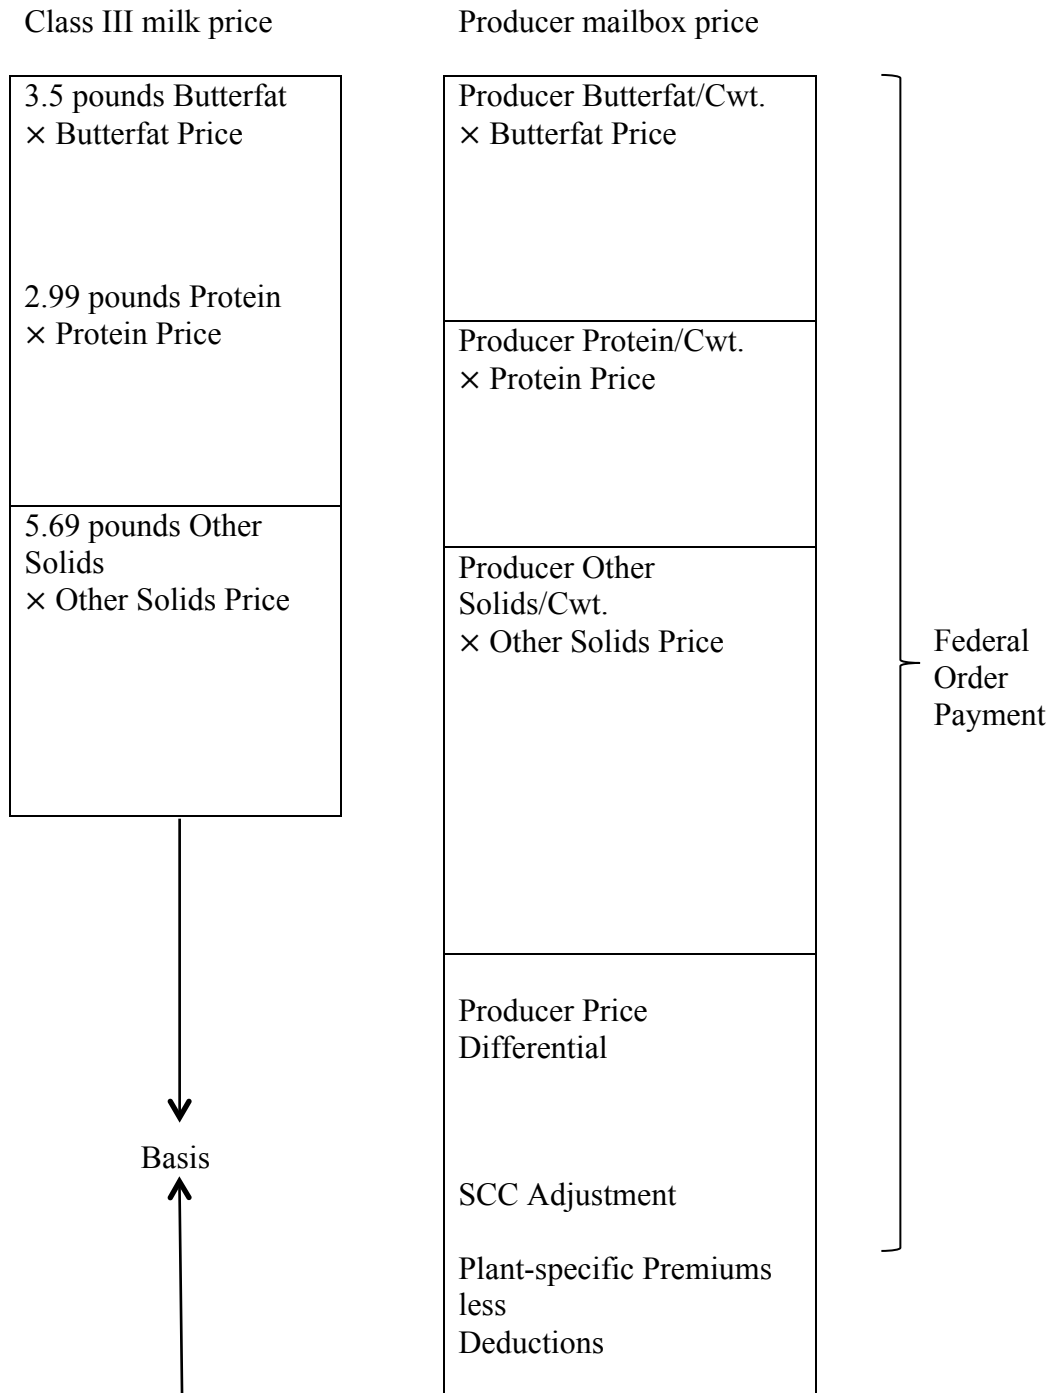 Class III milk price
Producer mailbox price
3.5 pounds Butterfat
× Butterfat Price
2.99 pounds Protein
× Protein Price
5.69 pounds Other
Solids
× Other Solids Price
Basis
Producer Butterfat/Cwt.
× Butterfat Price
Producer Protein/Cwt.
× Protein Price
Producer Other
Solids/Cwt.
× Other Solids Price
Producer Price
Differential
SCC Adjustment
Plant-specific Premiums
less
Deductions
Federal
Order
Payment